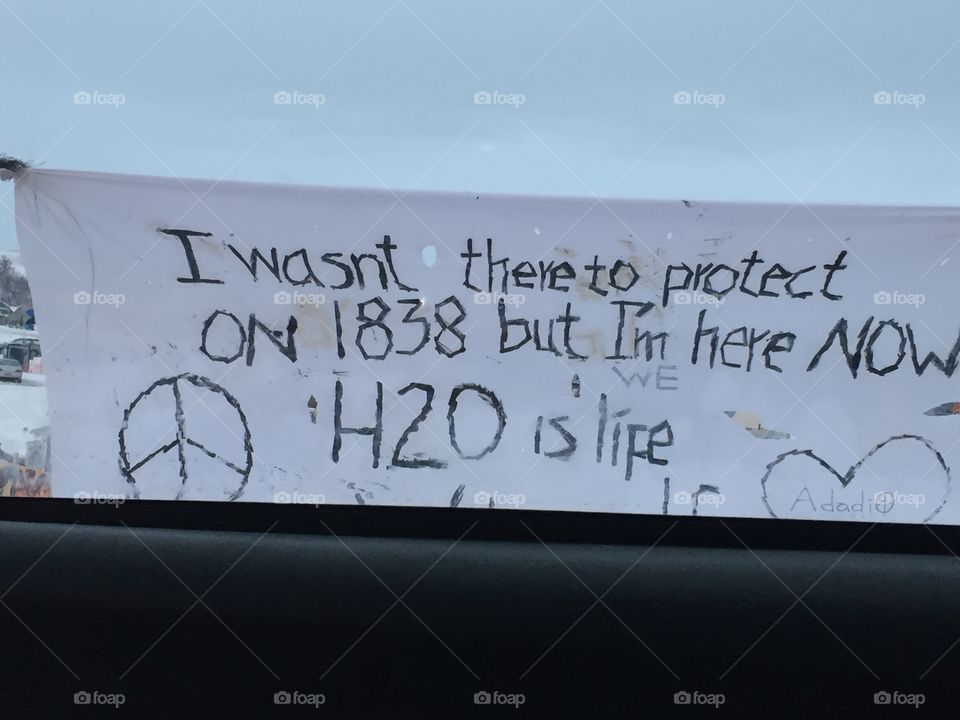 I wasnt there to protect
ON 1838 but I'm here NOW
WE
H2O is life
Adadi